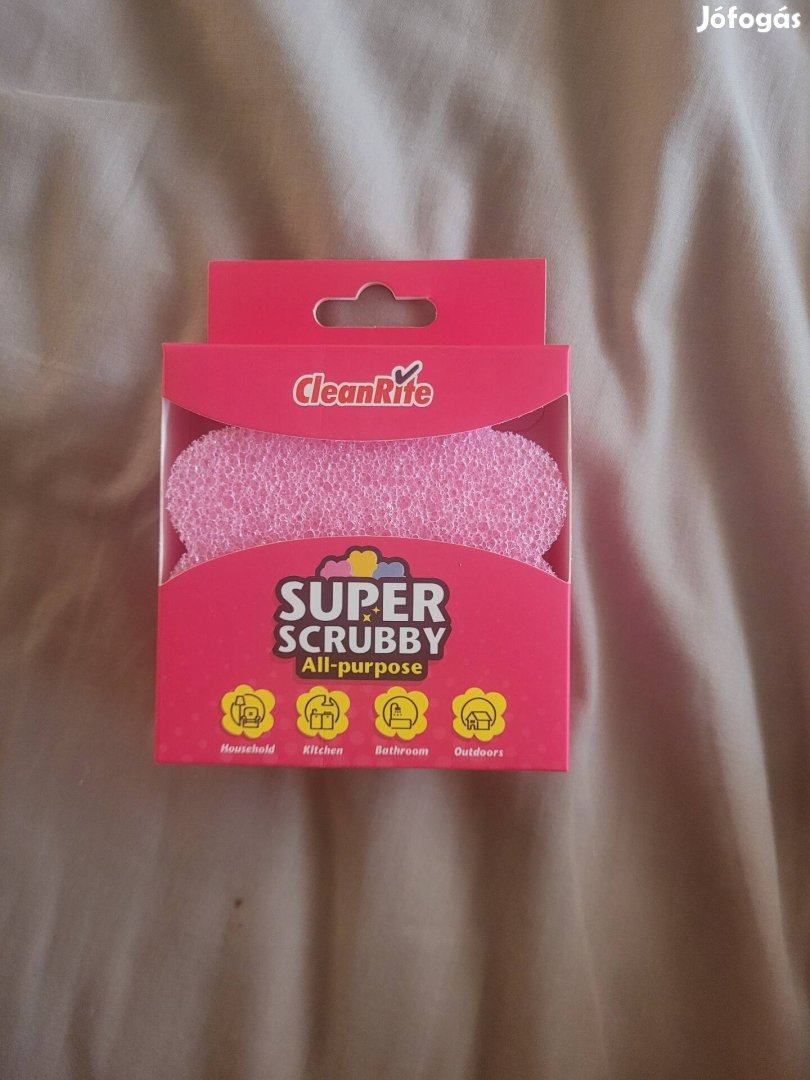 Jófogás
CleanRite
SUPER
SCRUBBY
All-purpose
Household Kitchen Bathroom Outdoors